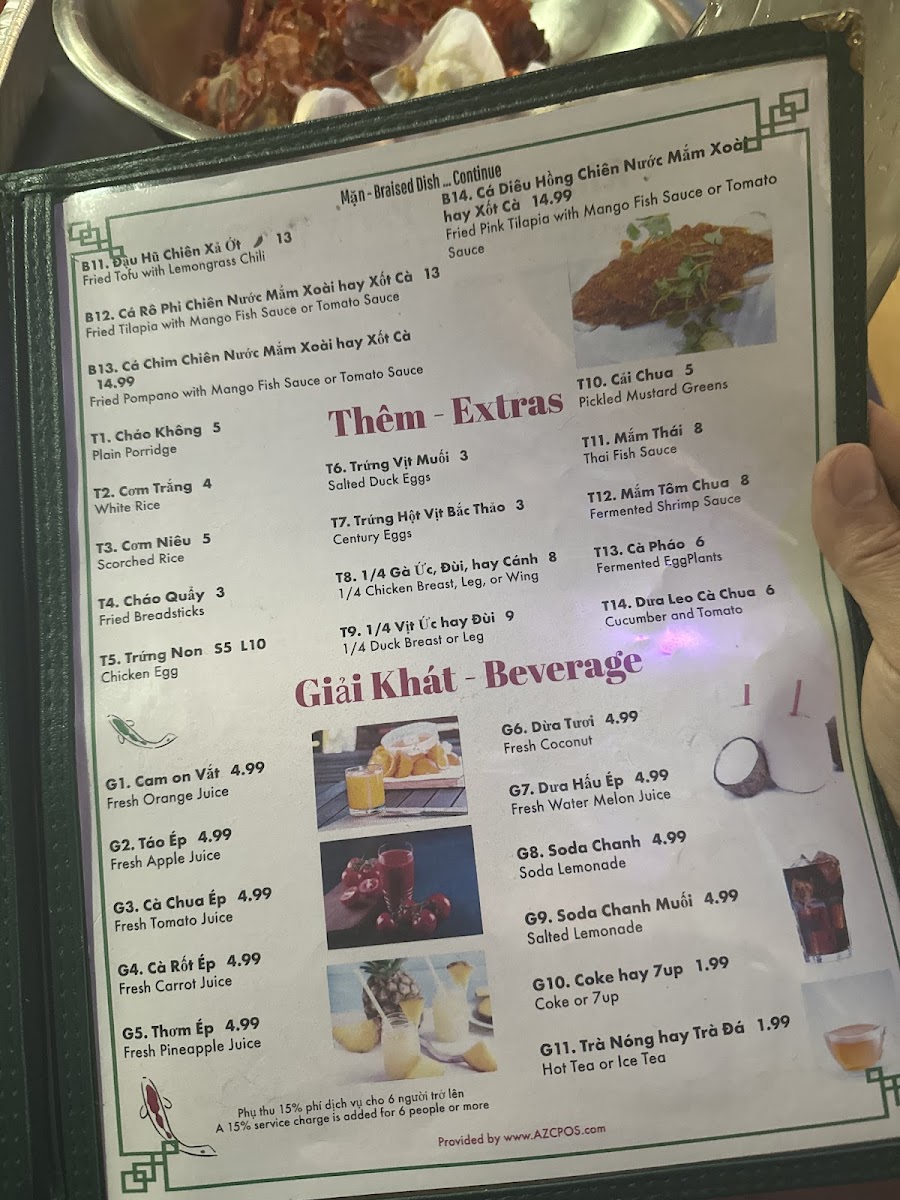 Mặn - Braised Dish ... Continue
B11. Đậu Hũ Chiên Xả Ớt 13
Fried Tofu with Lemongrass Chili
B12. Cá Rô Phi Chiên Nước Mắm Xoài hay Xốt Cà 13
Fried Tilapia with Mango Fish Sauce or Tomato Sauce
B13. Cá Chim Chiên Nước Mắm Xoài hay Xốt Cà
14.99
Fried Pompano with Mango Fish Sauce or Tomato Sauce
B14. Cá Diêu Hồng Chiên Nước Mắm Xoài
hay Xốt Cà 14.99
Fried Pink Tilapia with Mango Fish Sauce or Tomato
Sauce
Thêm - Extras
T1. Cháo Không 5
Plain Porridge
T2. Cơm Trắng 4
White Rice
T3. Cơm Niêu 5
Scorched Rice
T4. Cháo Quẩy 3
Fried Breadsticks
T5. Trứng Non S5 L10
Chicken Egg
T6. Trứng Vịt Muối 3
Salted Duck Eggs
T7. Trứng Hột Vịt Bắc Thảo 3
Century Eggs
T8. 1/4 Gà Ức, Đùi, hay Cánh 8
1/4 Chicken Breast, Leg, or Wing
T9. 1/4 Vịt Ức hay Đùi 9
1/4 Duck Breast or Leg
T10. Cải Chua 5
Pickled Mustard Greens
T11. Mắm Thái 8
Thai Fish Sauce
T12. Mắm Tôm Chua 8
Fermented Shrimp Sauce
T13. Cà Pháo 6
Fermented EggPlants
T14. Dưa Leo Cà Chua 6
Cucumber and Tomato
Giải Khát - Beverage
G1. Cam on Vắt 4.99
Fresh Orange Juice
G2. Táo Ép 4.99
Fresh Apple Juice
G3. Cà Chua Ép 4.99
Fresh Tomato Juice
G4. Cà Rốt Ép 4.99
Fresh Carrot Juice
G5. Thơm Ép 4.99
Fresh Pineapple Juice
G6. Dừa Tươi 4.99
Fresh Coconut
G7. Dưa Hấu Ép 4.99
Fresh Water Melon Juice
G8. Soda Chanh 4.99
Soda Lemonade
G9. Soda Chanh Muối 4.99
Salted Lemonade
G10. Coke hay 7up 1.99
Coke or 7up
G11. Trà Nóng hay Trà Đá 1.99
Hot Tea or Ice Tea
Phụ thu 15% phí dịch vụ cho 6 người trở lên
A 15% service charge is added for 6 people or more
Provided by www.AZCPOS.com